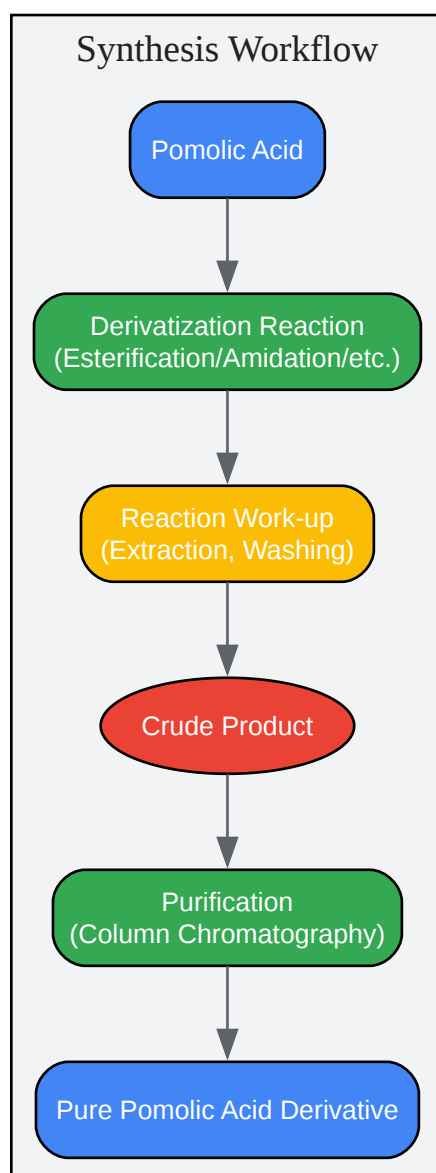 Synthesis Workflow
Pomolic Acid
Derivatization Reaction
(Esterification/Amidation/etc.)
Reaction Work-up
(Extraction, Washing)
Crude Product
Purification
(Column Chromatography)
Pure Pomolic Acid Derivative